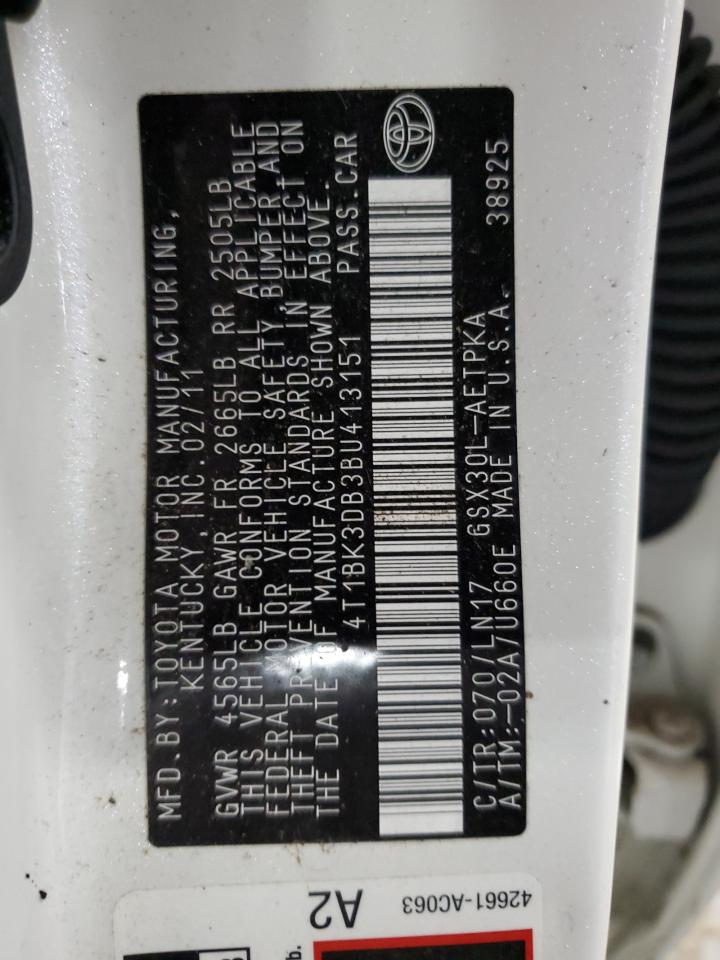 MFD. BY: TOYOTA MOTOR MANUFACTURING,
KENTUCKY, INC. 02/11
GVWR 4565LB GAWR FR 2665LB RR 2505LB
THIS VEHICLE CONFORMS TO ALL APPLICABLE
FEDERAL MOTOR VEHICLE SAFETY, BUMPER AND
THEFT PREVENTION STANDARDS IN EFFECT ON
THE DATE OF MANUFACTURE SHOWN ABOVE.
4T1BK3DB3BU413151 PASS.CAR
C/TR: 070/LN17 GSX30L-AETPKA
A/TM:-02A/U660E MADE IN U.S.A. 38925
42661-AC063
A2